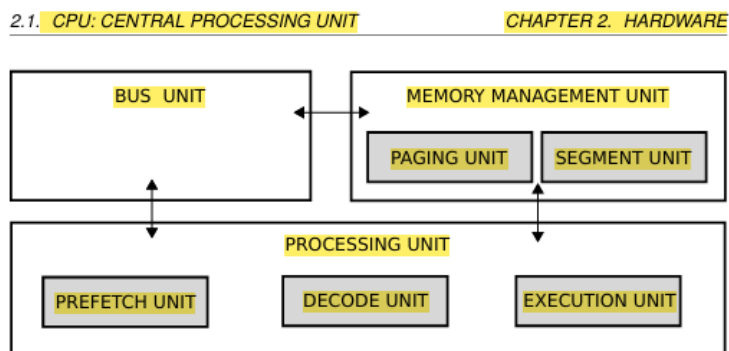 2.1. CPU: CENTRAL PROCESSING UNIT CHAPTER 2. HARDWARE
BUS UNIT
MEMORY MANAGEMENT UNIT
PAGING UNIT SEGMENT UNIT
PROCESSING UNIT
PREFETCH UNIT DECODE UNIT EXECUTION UNIT